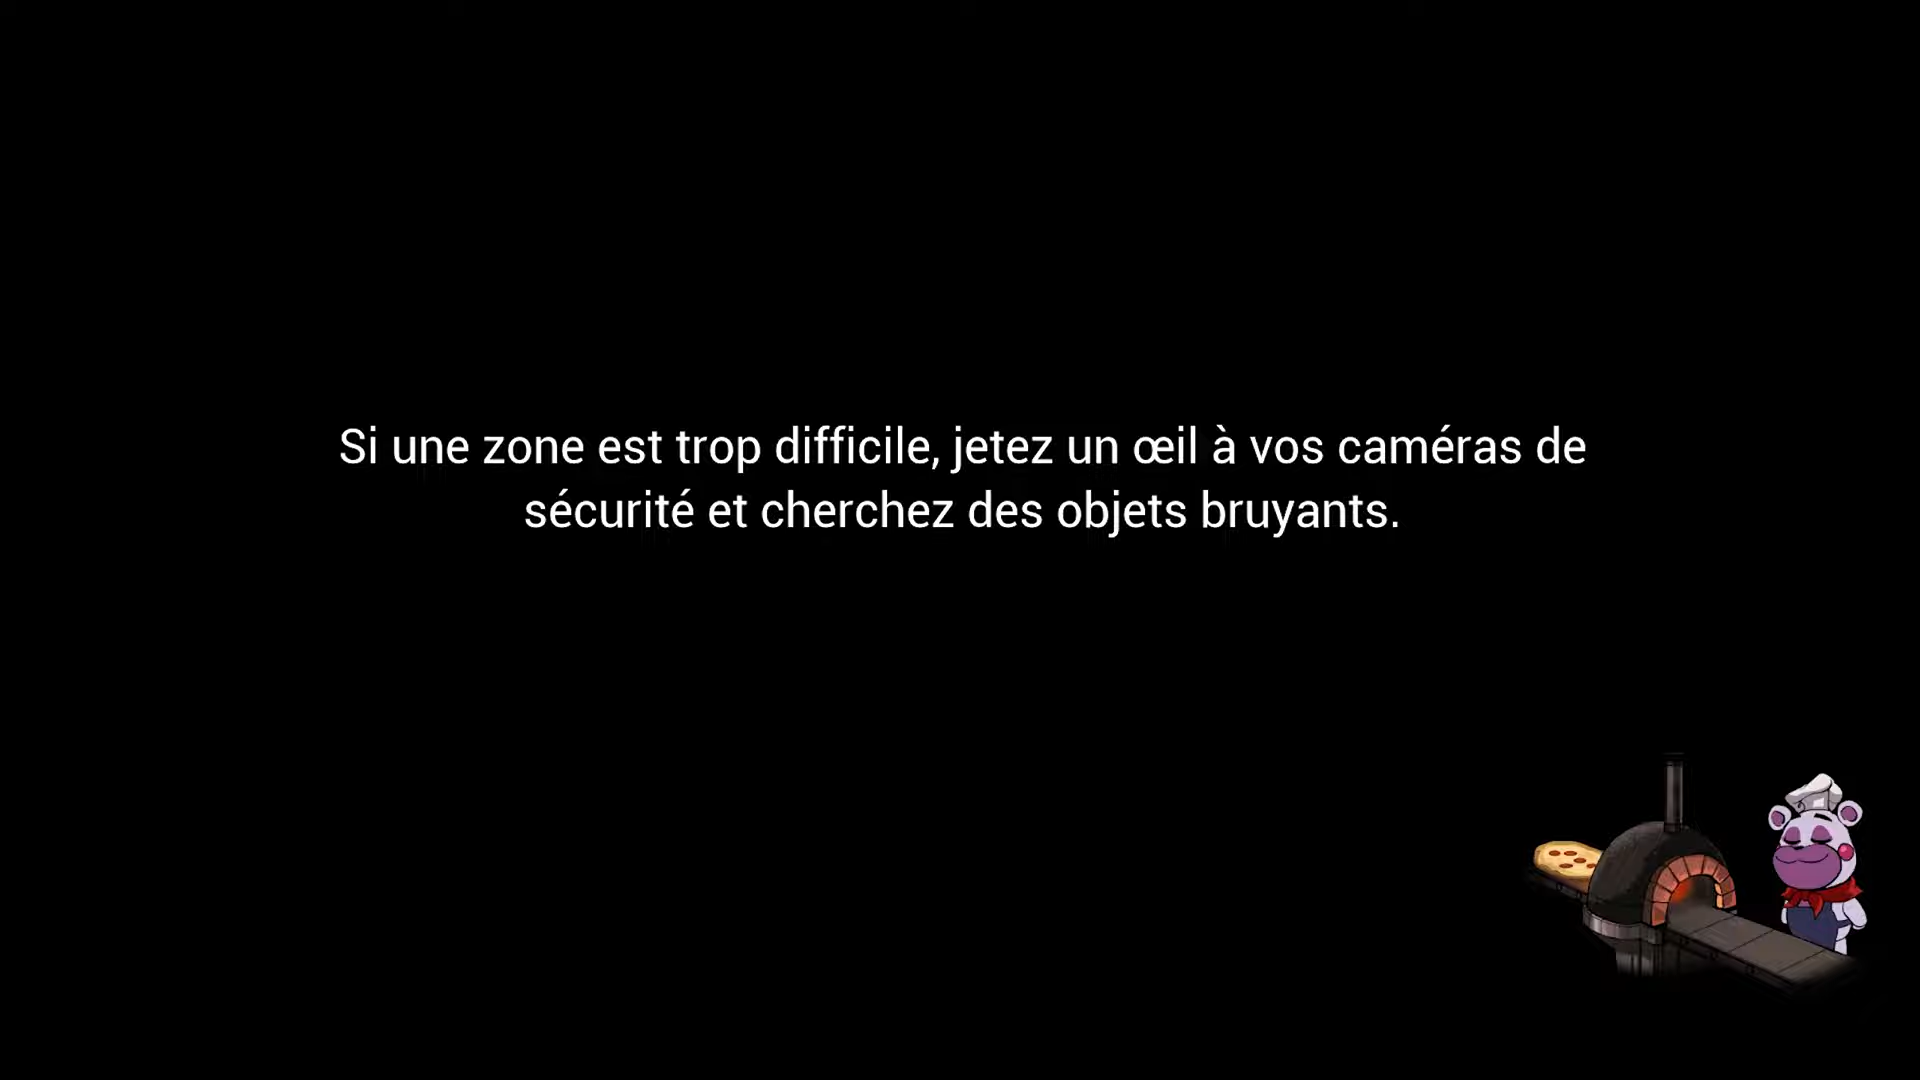 Si une zone est trop difficile, jetez un œil à vos caméras de
sécurité et cherchez des objets bruyants.